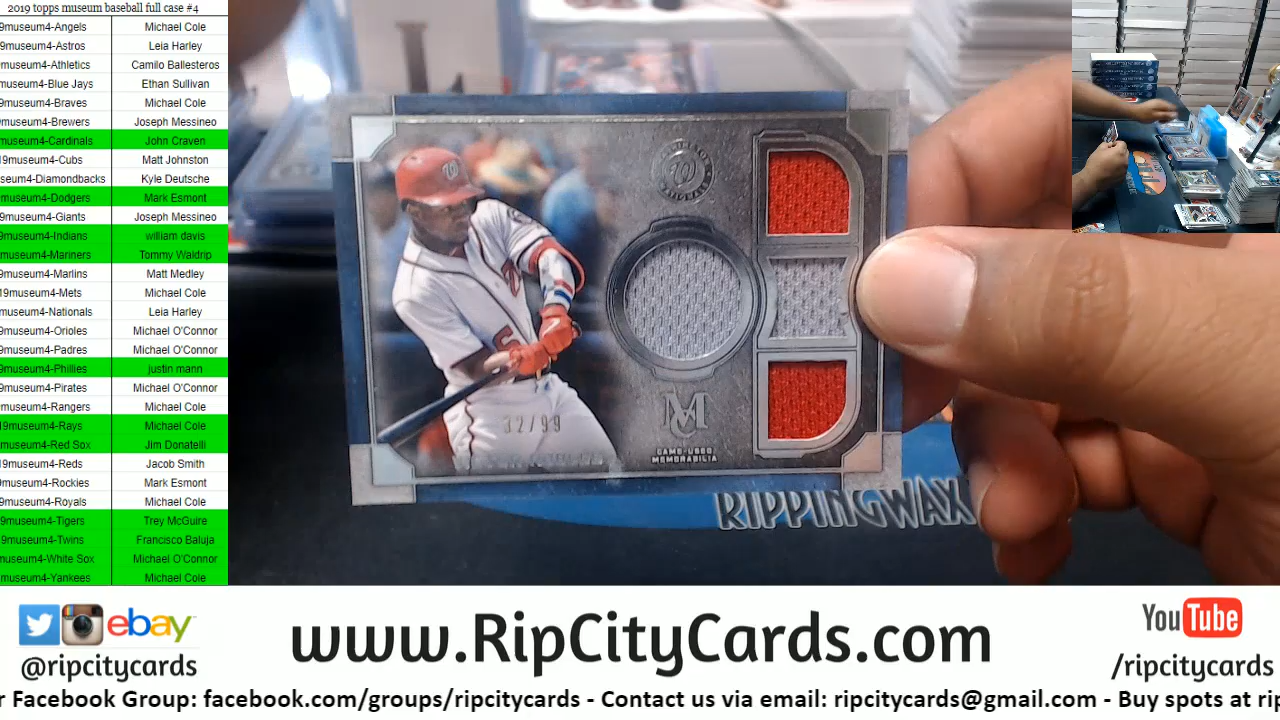 2019 topps museum baseball full case #4
9museum4-Angels Michael Cole
9museum4-Astros Leia Harley
museum4-Athletics Camilo Ballesteros
museum4-Blue Jays Ethan Sullivan
9museum4-Braves Michael Cole
9museum4-Brewers Joseph Messineo
museum4-Cardinals John Craven
19museum4-Cubs Matt Johnston
seum4-Diamondbacks Kyle Deutsche
museum4-Dodgers Mark Esmont
9museum4-Giants Joseph Messineo
9museum4-Indians william davis
museum4-Mariners Tommy Waldrip
museum4-Marlins Matt Medley
19museum4-Mets Michael Cole
museum4-Nationals Leia Harley
9museum4-Orioles Michael O'Connor
9museum4-Padres Michael O'Connor
9museum4-Phillies justin mann
museum4-Pirates Michael O'Connor
museum4-Rangers Michael Cole
19museum4-Rays Michael Cole
museum4-Red Sox Jim Donatelli
19museum4-Reds Jacob Smith
museum4-Rockies Mark Esmont
museum4-Royals Michael Cole
9museum4-Tigers Trey McGuire
9museum4-Twins Francisco Baluja
museum4-White Sox Michael O'Connor
museum4-Yankees Michael Cole
W
W
32/99
M
GAME-USED
MEMORABILIA
RIPPINGWAX
ebay
@ripcitycards
www.RipCityCards.com
YouTube
/ripcitycards
r Facebook Group: facebook.com/groups/ripcitycards - Contact us via email: ripcitycards@gmail.com - Buy spots at rip